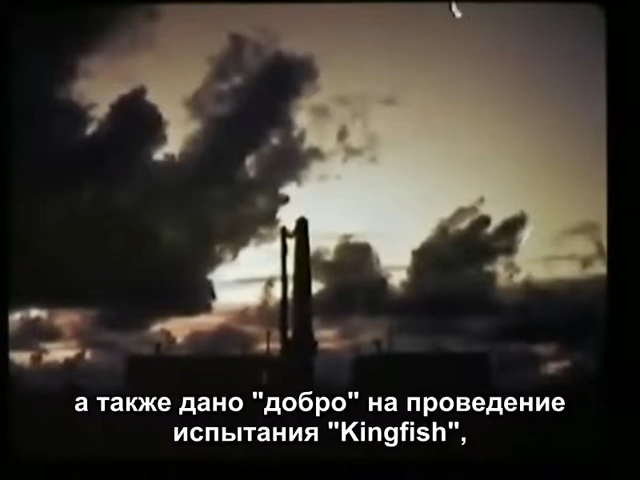 а также дано "добро" на проведение
испытания "Kingfish",